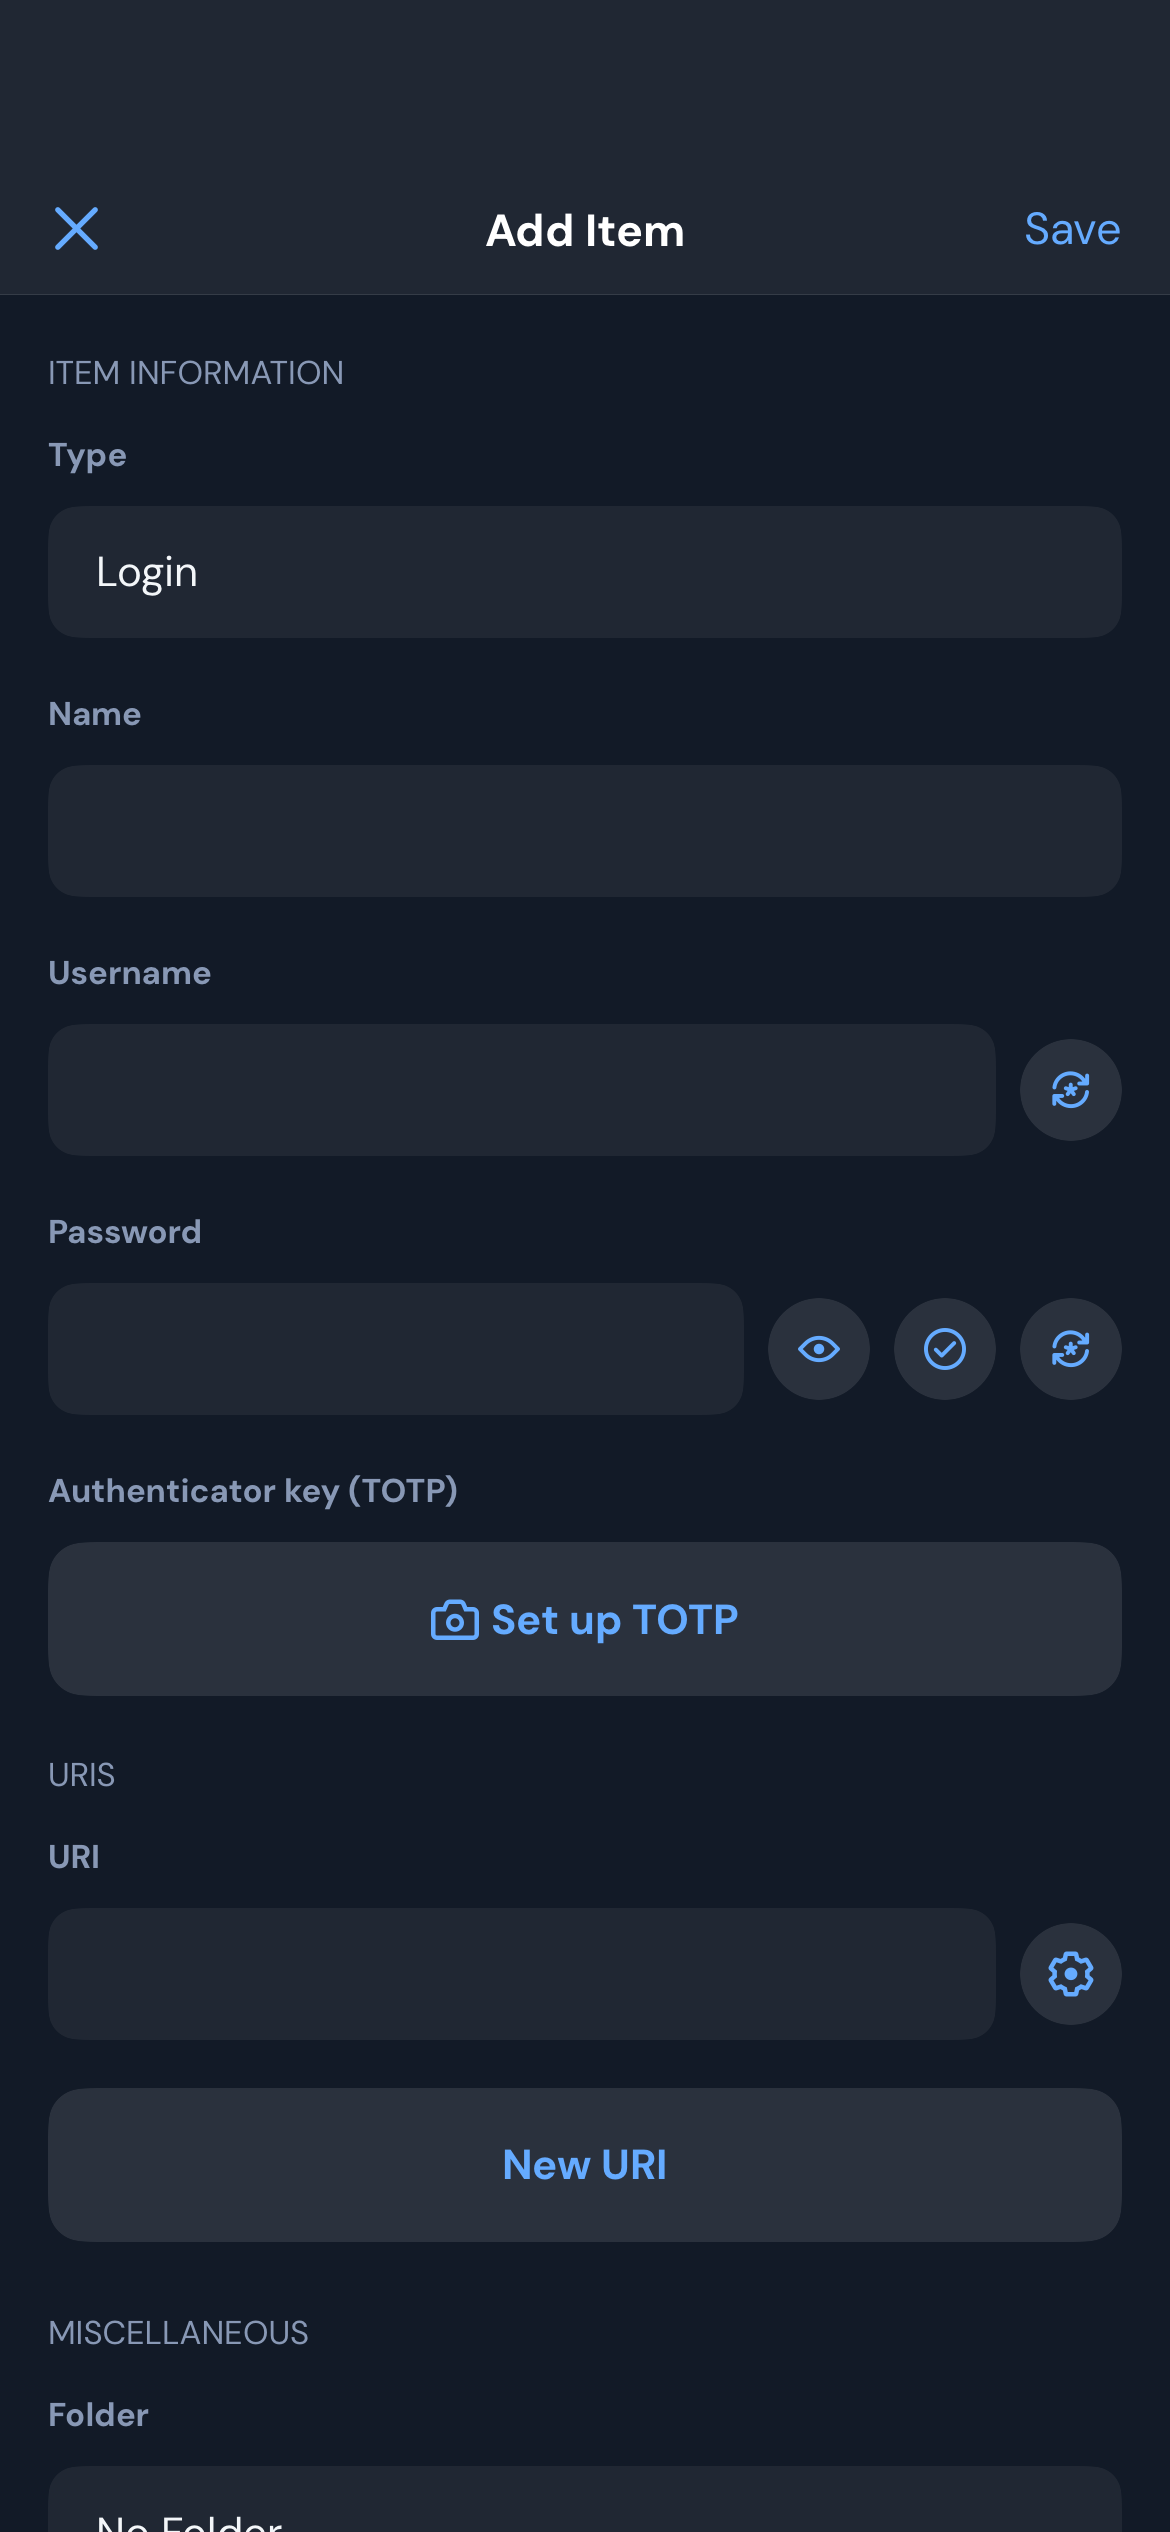 Add Item
Save
ITEM INFORMATION
Type
Login
Name
Username
Password
Authenticator key (TOTP)
Set up TOTP
URIS
URI
New URI
MISCELLANEOUS
Folder
No Folder